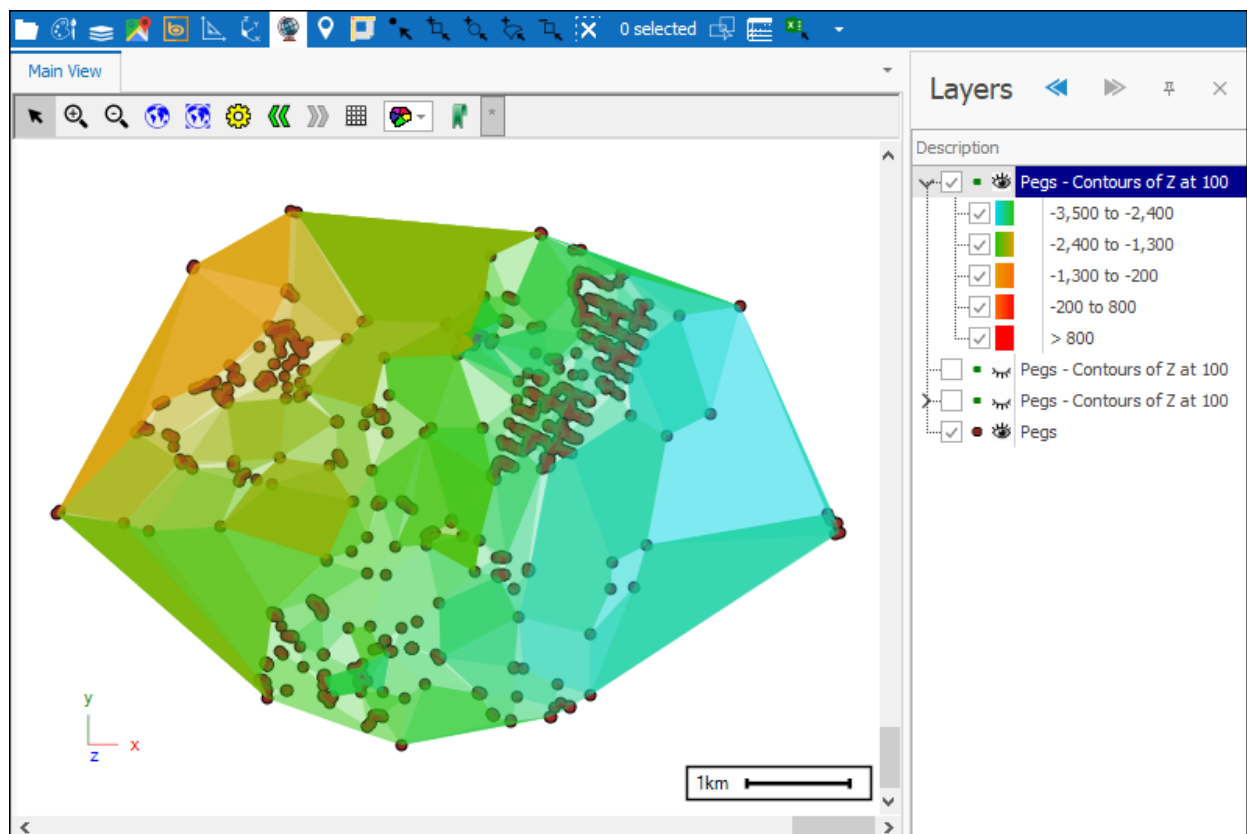 0 selected
Main View
Layers
Description
Pegs - Contours of Z at 100
-3,500 to -2,400
-2,400 to -1,300
-1,300 to -200
-200 to 800
> 800
Pegs - Contours of Z at 100
Pegs - Contours of Z at 100
Pegs
y
x
z
1km